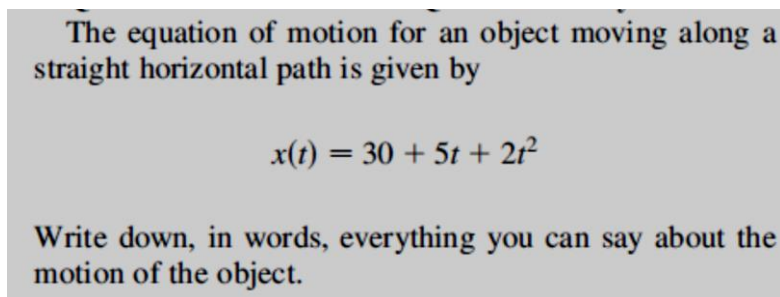 The equation of motion for an object moving along a
straight horizontal path is given by
x(t) = 30 + 5t + 2t²
Write down, in words, everything you can say about the
motion of the object.